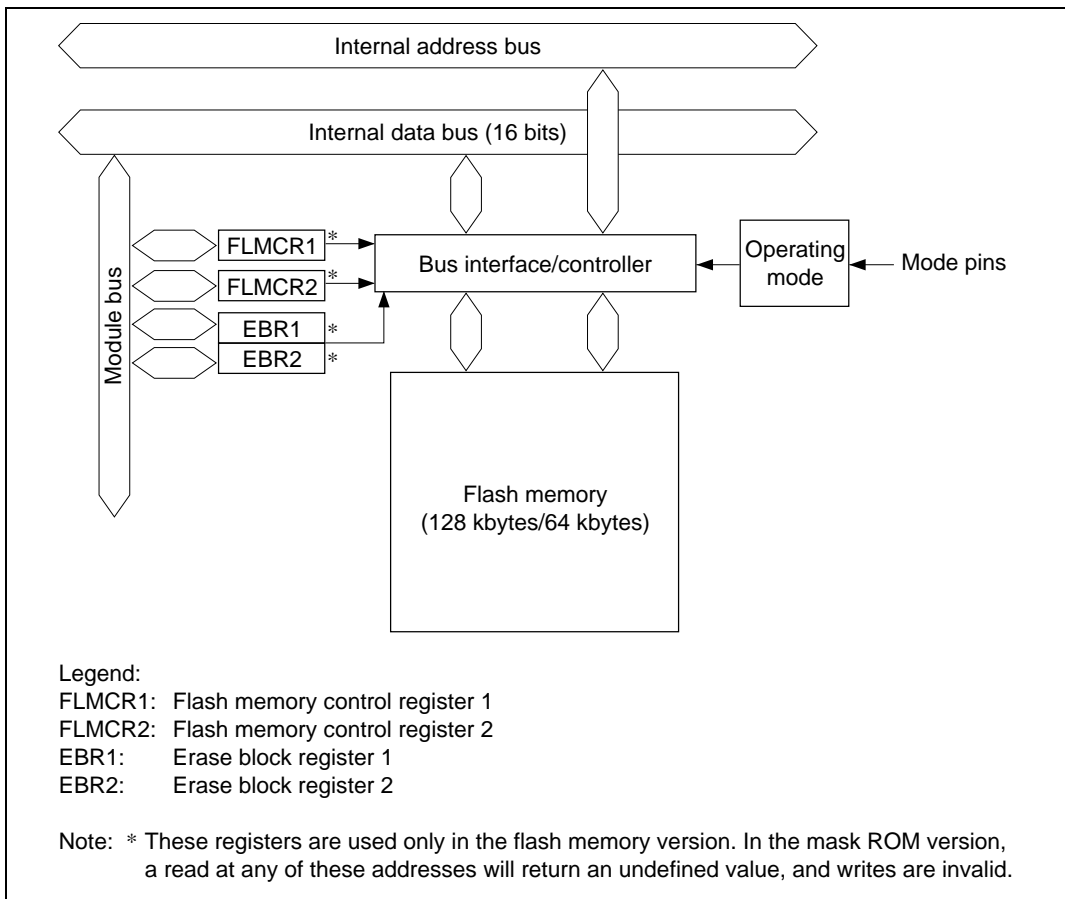 Internal address bus
Internal data bus (16 bits)
Module bus
FLMCR1 *
FLMCR2 *
EBR1 *
EBR2 *
Bus interface/controller
Operating
mode
Mode pins
Flash memory
(128 kbytes/64 kbytes)
Legend:
FLMCR1: Flash memory control register 1
FLMCR2: Flash memory control register 2
EBR1: Erase block register 1
EBR2: Erase block register 2
Note: * These registers are used only in the flash memory version. In the mask ROM version,
a read at any of these addresses will return an undefined value, and writes are invalid.